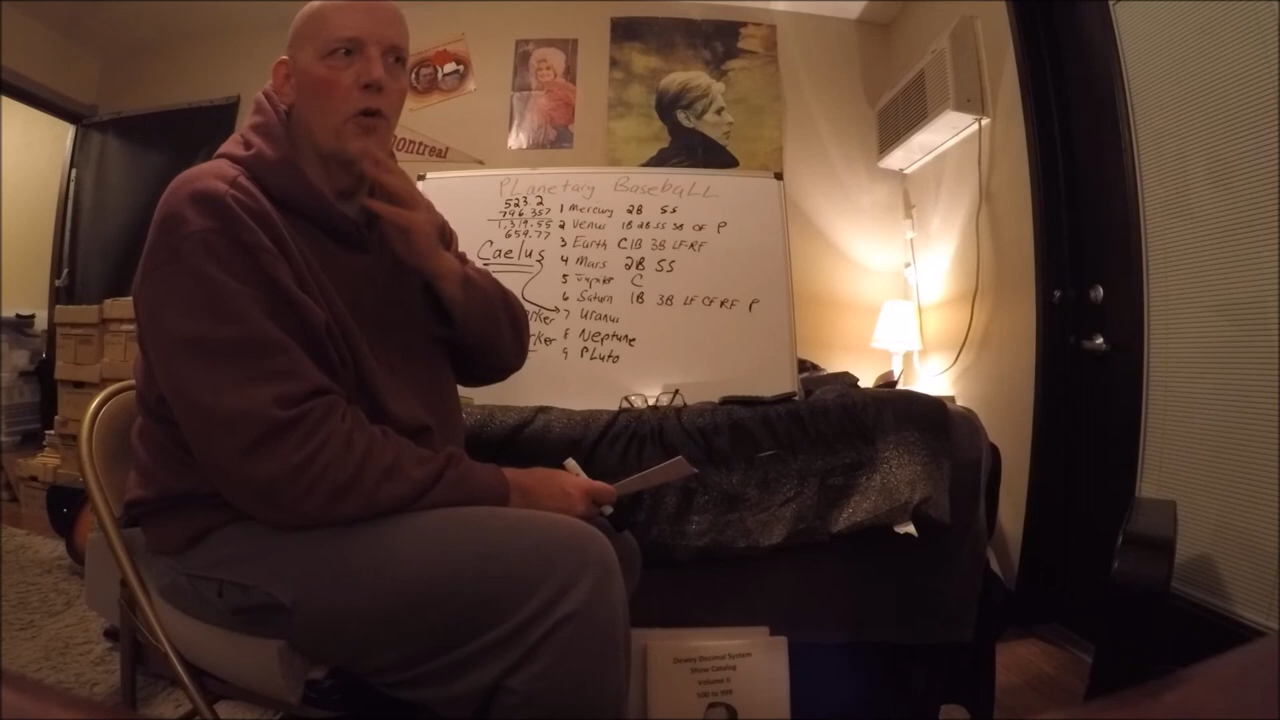 Montreal
PLanetary BasebaLL
523.2
796.357
1,319.55
659.77
Caelus
1 Mercury 2B SS
2 Venus 1B 2B SS 3B OF P
3 Earth C 1B 3B LF-RF
4 Mars 2B SS
5 Jupiter C
6 Saturn 1B 3B LF CF RF P
7 Uranus
8 Neptune
9 PLuto
Dewey Decimal System
Show Catalog
Volume II
500 to 999